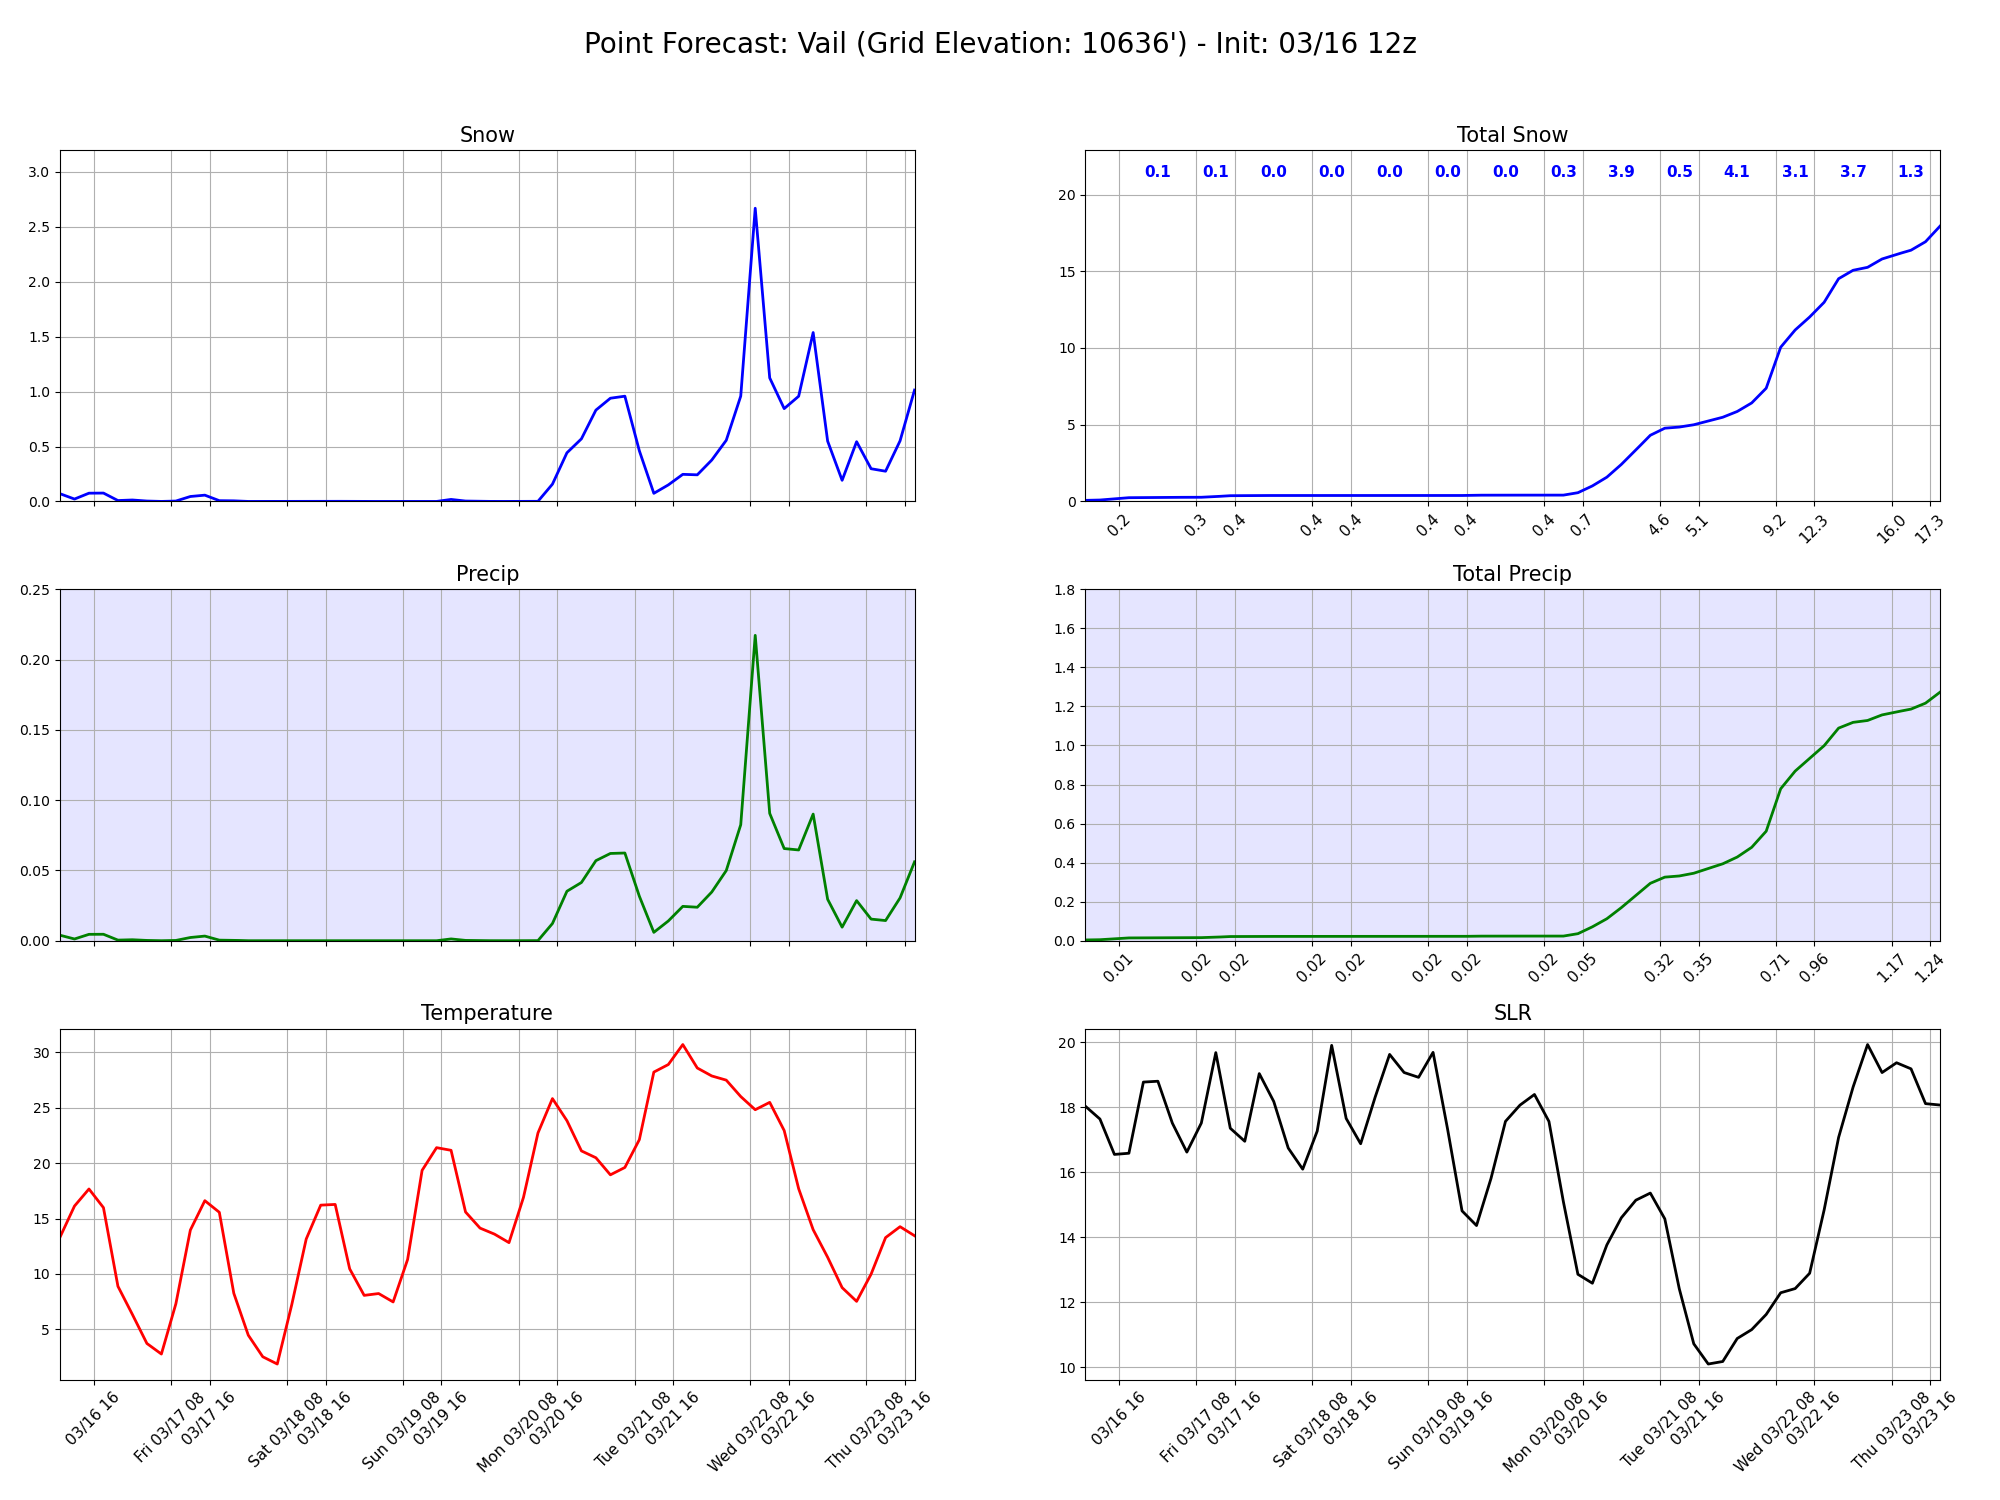 Point Forecast: Vail (Grid Elevation: 10636') - Init: 03/16 12z
Snow
3.0
2.5
2.0
1.5
1.0
0.5
0.0
Total Snow
0.1 0.1 0.0 0.0 0.0 0.0 0.0 0.3 3.9 0.5 4.1 3.1 3.7 1.3
20
15
10
5
0
0.2 0.3 0.4 0.4 0.4 0.4 0.4 0.4 0.7 4.6 5.1 9.2 12.3 16.0 17.3
Precip
0.25
0.20
0.15
0.10
0.05
0.00
Total Precip
1.8
1.6
1.4
1.2
1.0
0.8
0.6
0.4
0.2
0.0
0.01 0.02 0.02 0.02 0.02 0.02 0.02 0.02 0.05 0.32 0.35 0.71 0.96 1.17 1.24
Temperature
30
25
20
15
10
5
03/16 16
Fri 03/17 08
03/17 16
Sat 03/18 08
03/18 16
Sun 03/19 08
03/19 16
Mon 03/20 08
03/20 16
Tue 03/21 08
03/21 16
Wed 03/22 08
03/22 16
Thu 03/23 08
03/23 16
SLR
20
18
16
14
12
10
03/16 16
Fri 03/17 08
03/17 16
Sat 03/18 08
03/18 16
Sun 03/19 08
03/19 16
Mon 03/20 08
03/20 16
Tue 03/21 08
03/21 16
Wed 03/22 08
03/22 16
Thu 03/23 08
03/23 16